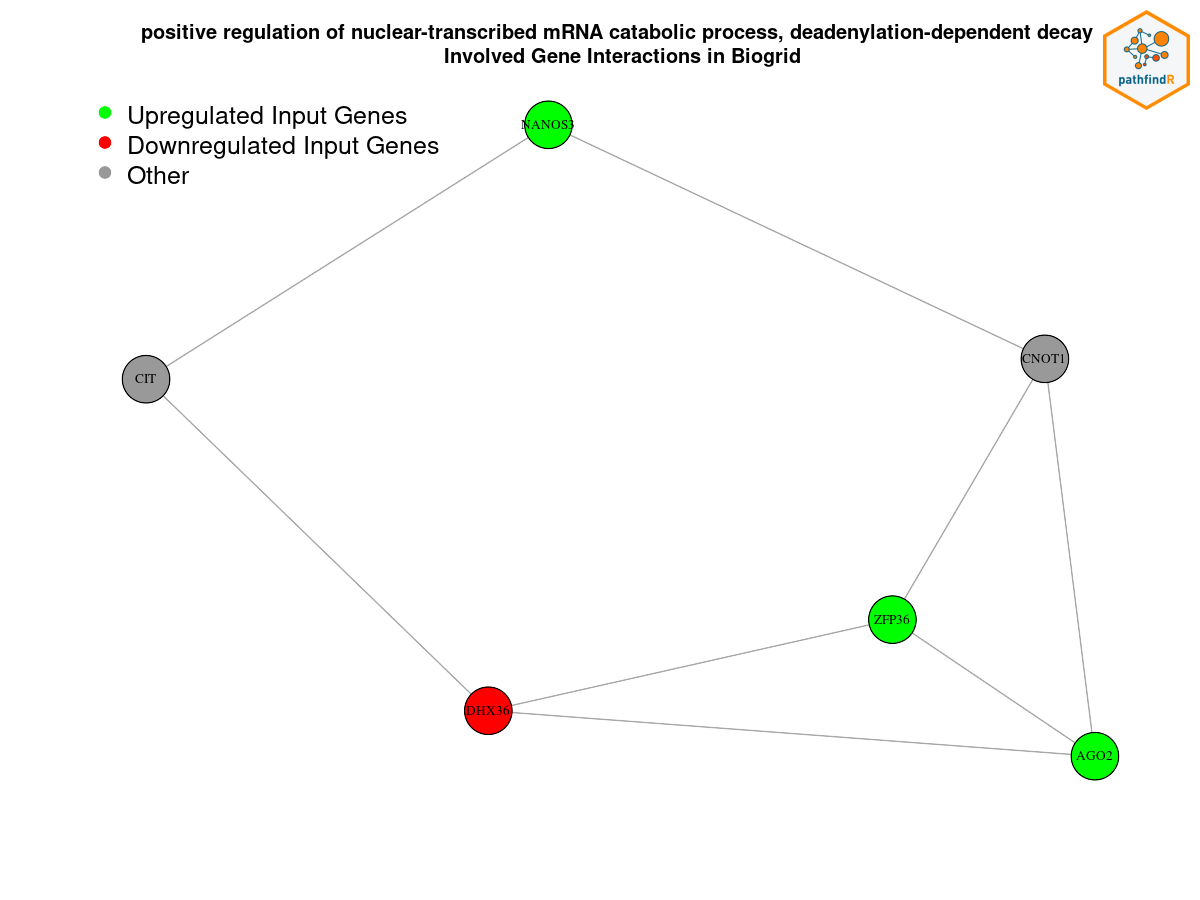 positive regulation of nuclear-transcribed mRNA catabolic process, deadenylation-dependent decay
Involved Gene Interactions in Biogrid
pathfindR
Upregulated Input Genes
Downregulated Input Genes
Other
NANOS3
CNOT1
CIT
ZFP36
DHX36
AGO2